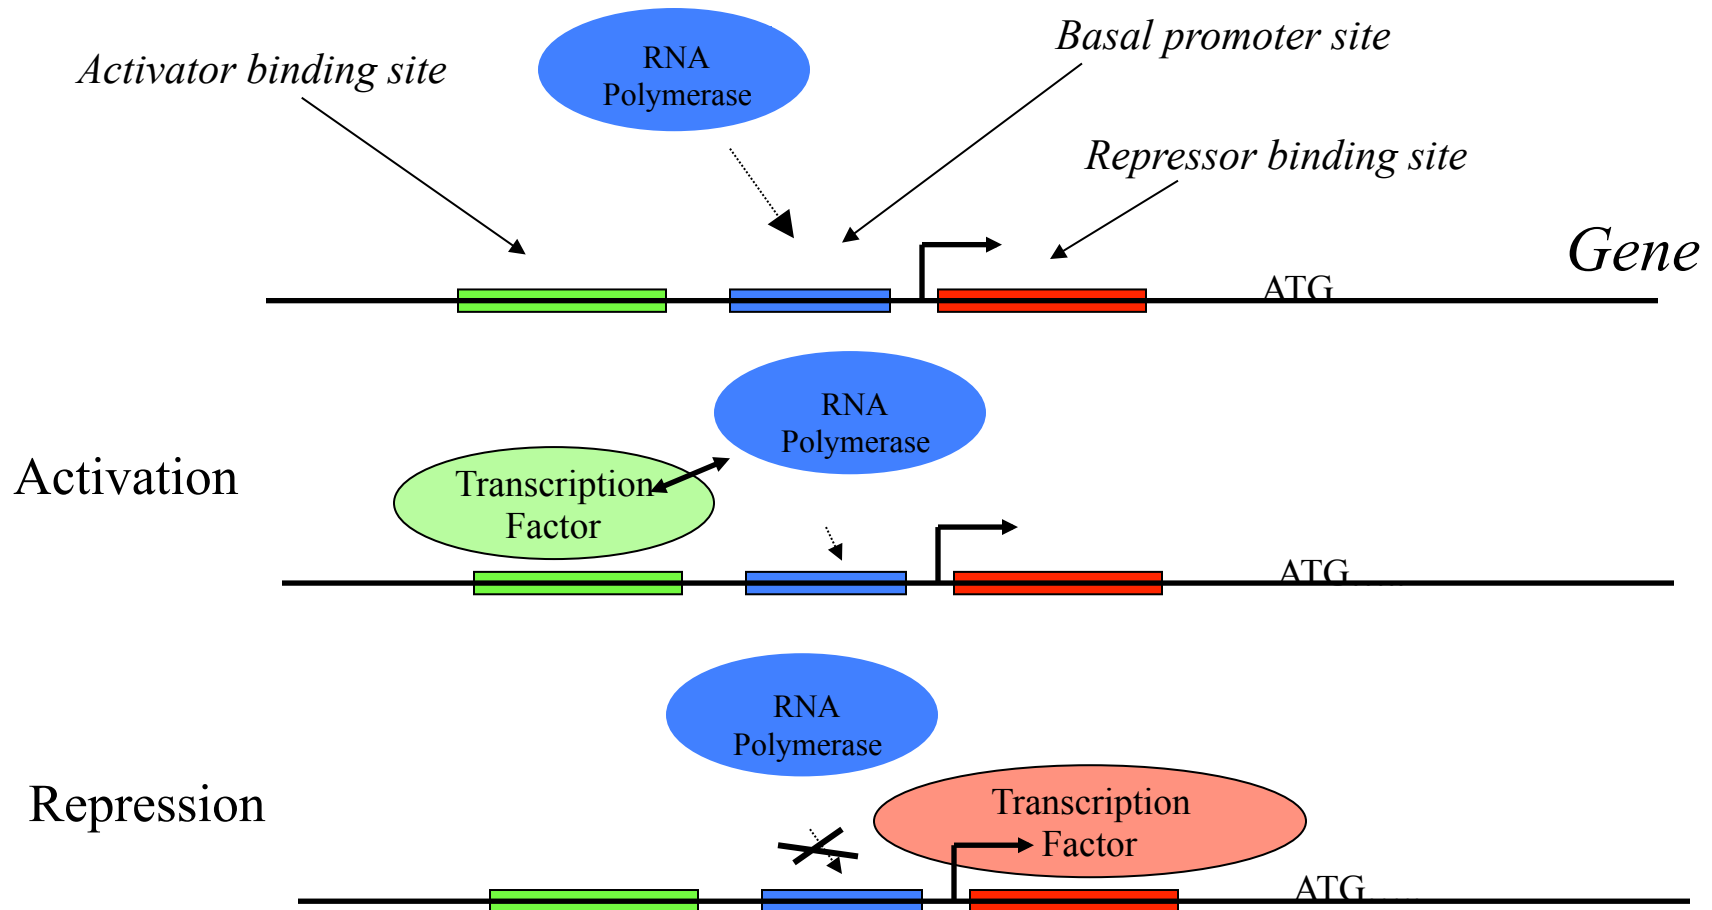 Basal promoter site
RNA
Polymerase
Activator binding site
Repressor binding site
Gene
ATG
RNA
Polymerase
Activation
Transcription
Factor
ATG
RNA
Polymerase
Repression
Transcription
Factor
ATG